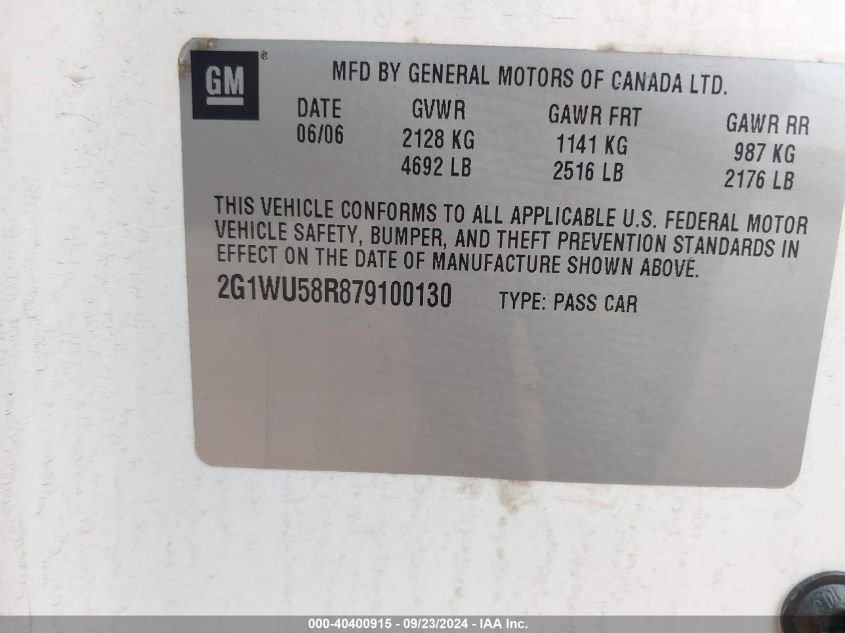 GM ®
MFD BY GENERAL MOTORS OF CANADA LTD.
DATE GVWR GAWR FRT GAWR RR
06/06 2128 KG 1141 KG 987 KG
4692 LB 2516 LB 2176 LB
THIS VEHICLE CONFORMS TO ALL APPLICABLE U.S. FEDERAL MOTOR
VEHICLE SAFETY, BUMPER, AND THEFT PREVENTION STANDARDS IN
EFFECT ON THE DATE OF MANUFACTURE SHOWN ABOVE.
2G1WU58R879100130 TYPE: PASS CAR
000-40400915 - 09/23/2024 - IAA Inc.